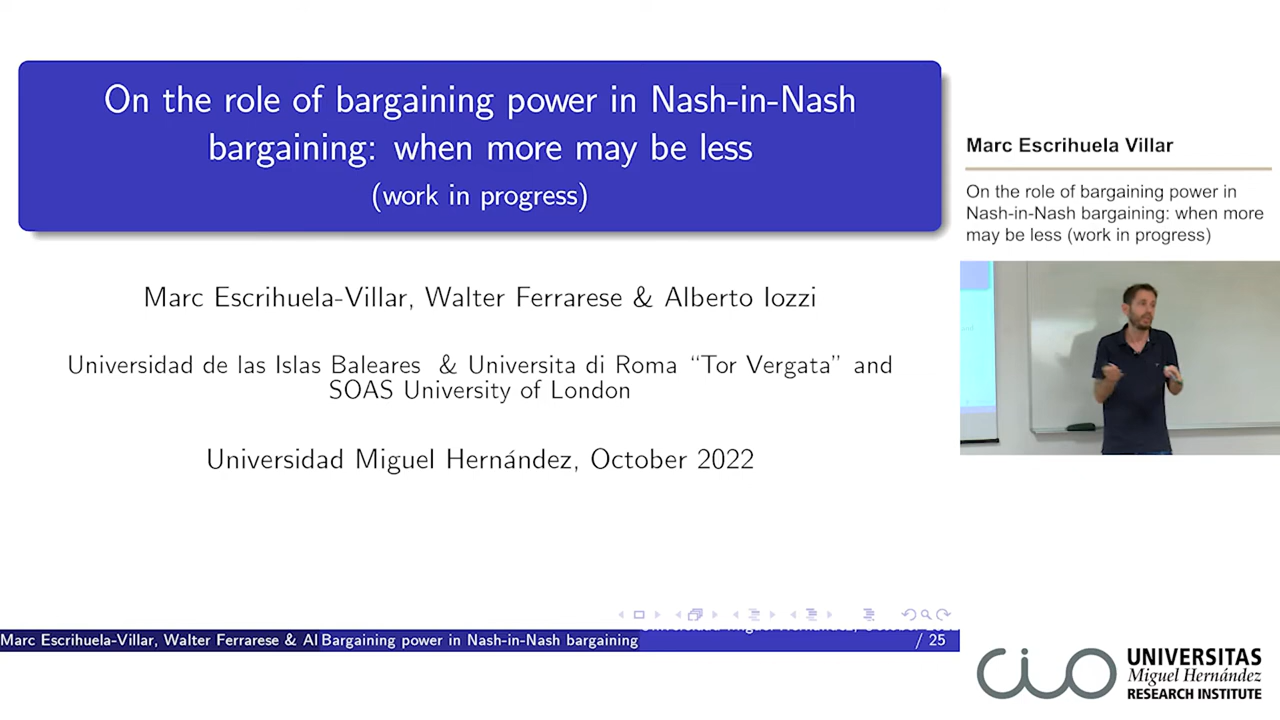 On the role of bargaining power in Nash-in-Nash
bargaining: when more may be less
(work in progress)
Marc Escrihuela-Villar, Walter Ferrarese & Alberto Iozzi
Universidad de las Islas Baleares & Universita di Roma “Tor Vergata” and
SOAS University of London
Universidad Miguel Hernández, October 2022
Marc Escrihuela-Villar, Walter Ferrarese & Al Bargaining power in Nash-in-Nash bargaining
/ 25
Marc Escrihuela Villar
On the role of bargaining power in
Nash-in-Nash bargaining: when more
may be less (work in progress)
CIO
UNIVERSITAS
Miguel Hernández
RESEARCH INSTITUTE